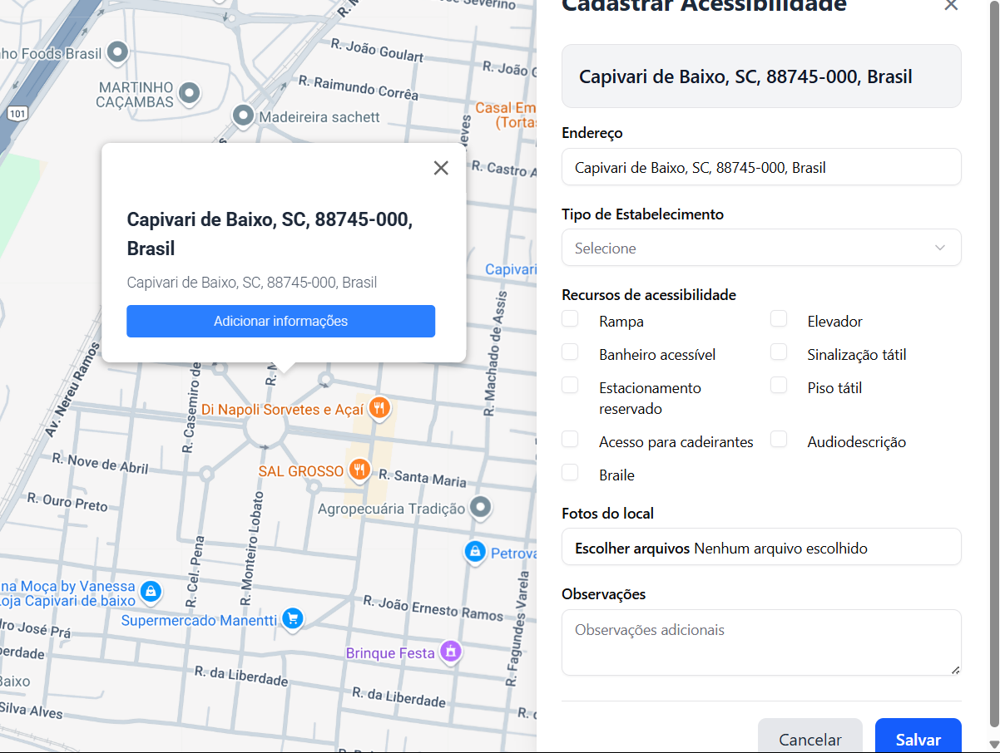 sé Severino
R. M
ho Foods Brasil
R. João Goulart
R. João G
MARTINHO
CAÇAMBAS
R. Raimundo Corrêa
101
Madeireira sachett
Casal Em
(Tortas
Neves
R. Castro A
Capivari de Baixo, SC, 88745-000,
Brasil
Capivari de Baixo, SC, 88745-000, Brasil
Adicionar informações
Capivari
R. Machado de Assis
Av. Nereu Ramos
R. Casemiro de
R. M
Di Napoli Sorvetes e Açaí
R. Nove de Abril
SAL GROSSO
R. Santa Maria
R. Ouro Preto
Agropecuária Tradição
R. Monteiro Lobato
R. Cel. Pena
Petrova
R. Fagundes Varela
na Moça by Vanessa
Loja Capivari de baixo
Supermercado Manentti
R. João Ernesto Ramos
dro José Prá
berdade
Brinque Festa
R. da Liberdade
Baixo
R. da Liberdade
Silva Alves
R. c
Cadastrar Acessibilidade
Capivari de Baixo, SC, 88745-000, Brasil
Endereço
Capivari de Baixo, SC, 88745-000, Brasil
Tipo de Estabelecimento
Selecione
Recursos de acessibilidade
Rampa
Elevador
Banheiro acessível
Sinalização tátil
Estacionamento
reservado
Piso tátil
Acesso para cadeirantes
Audiodescrição
Braile
Fotos do local
Escolher arquivos Nenhum arquivo escolhido
Observações
Observações adicionais
Cancelar
Salvar